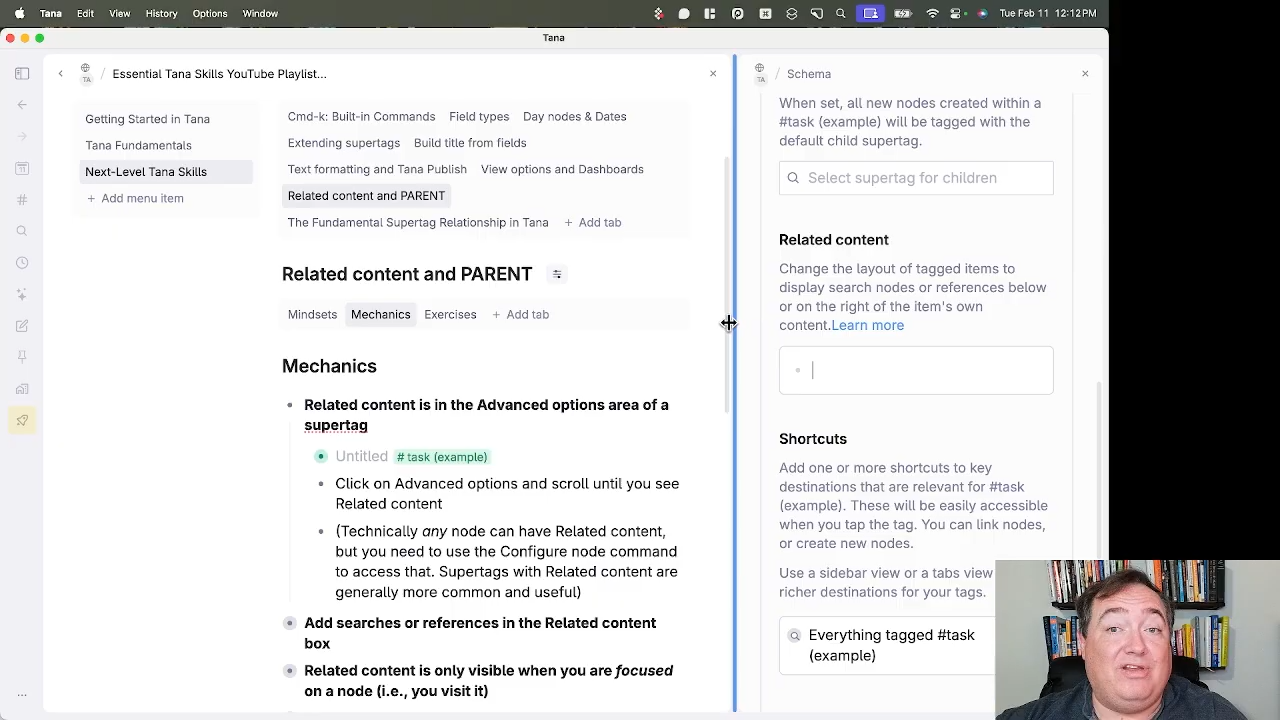 Tana Edit View History Options Window
Tue Feb 11 12:12 PM
Tana
TA / Essential Tana Skills YouTube Playlist...
Getting Started in Tana
Tana Fundamentals
Next-Level Tana Skills
+ Add menu item
Cmd-k: Built-in Commands Field types Day nodes & Dates
Extending supertags Build title from fields
Text formatting and Tana Publish View options and Dashboards
Related content and PARENT
The Fundamental Supertag Relationship in Tana + Add tab
Related content and PARENT
Mindsets Mechanics Exercises + Add tab
Mechanics
Related content is in the Advanced options area of a
supertag
Untitled # task (example)
Click on Advanced options and scroll until you see
Related content
(Technically any node can have Related content,
but you need to use the Configure node command
to access that. Supertags with Related content are
generally more common and useful)
Add searches or references in the Related content
box
Related content is only visible when you are focused
on a node (i.e., you visit it)
TA / Schema
When set, all new nodes created within a
#task (example) will be tagged with the
default child supertag.
Select supertag for children
Related content
Change the layout of tagged items to
display search nodes or references below
or on the right of the item's own
content.Learn more
Shortcuts
Add one or more shortcuts to key
destinations that are relevant for #task
(example). These will be easily accessible
when you tap the tag. You can link nodes,
or create new nodes.
Use a sidebar view or a tabs view
richer destinations for your tags.
Everything tagged #task
(example)